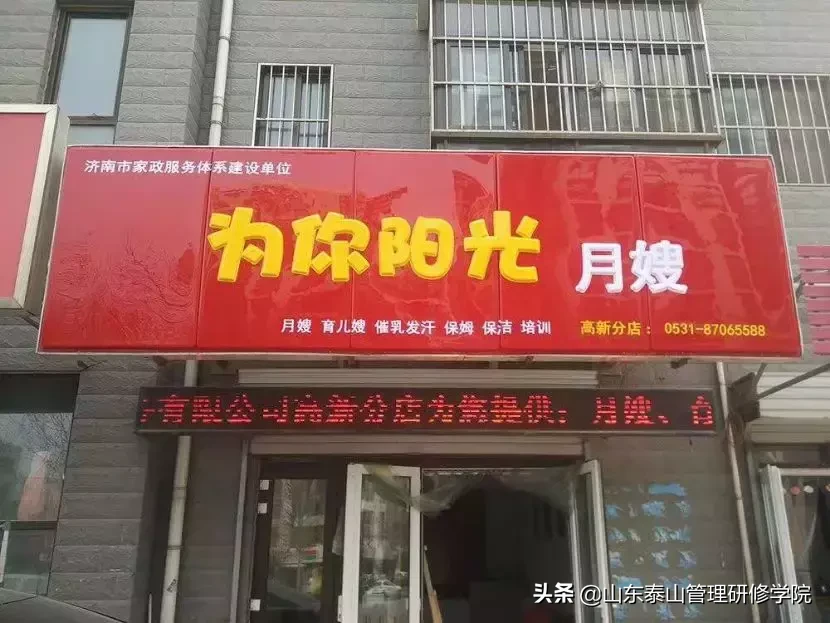 济南市家政服务体系建设单位
为你阳光 月嫂
月嫂 育儿嫂 催乳发汗 保姆 保洁 培训 高新分店: 0531-87065588
有限公司高新分店为您提供: 月嫂、
头条 @山东泰山管理研修学院